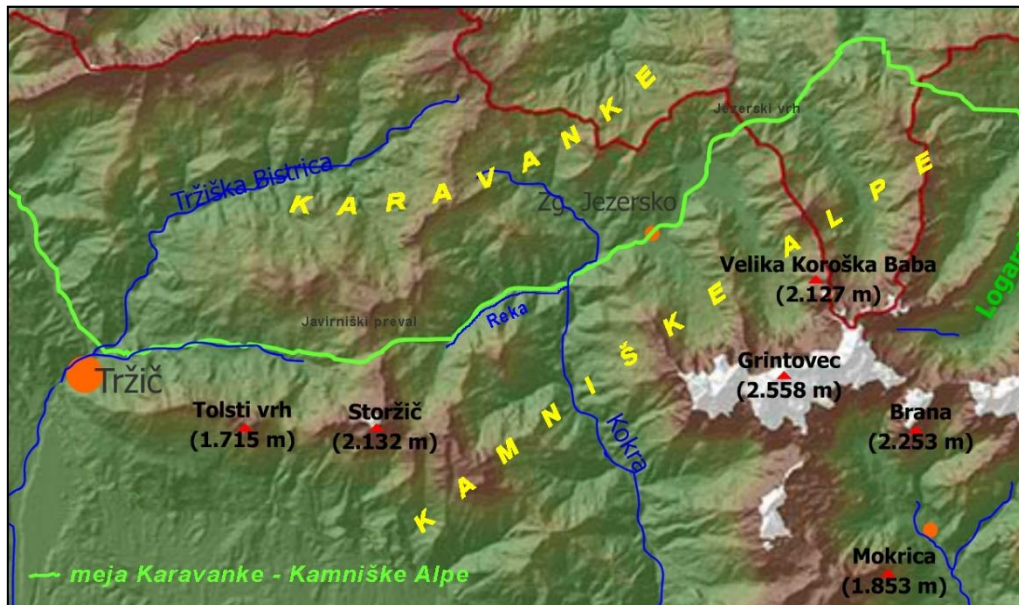 KARAVANKE
Jezerski vrh
Tržiška Bistrica
Zg. Jezersko
KAMNIŠKE ALPE
Velika Koroška Baba
(2.127 m)
Reka
Javirniški preval
Tržič
Grintovec
(2.558 m)
Tolsti vrh
(1.715 m)
Storžič
(2.132 m)
Brana
(2.253 m)
Kokra
Mokrica
(1.853 m)
meja Karavanke - Kamniške Alpe